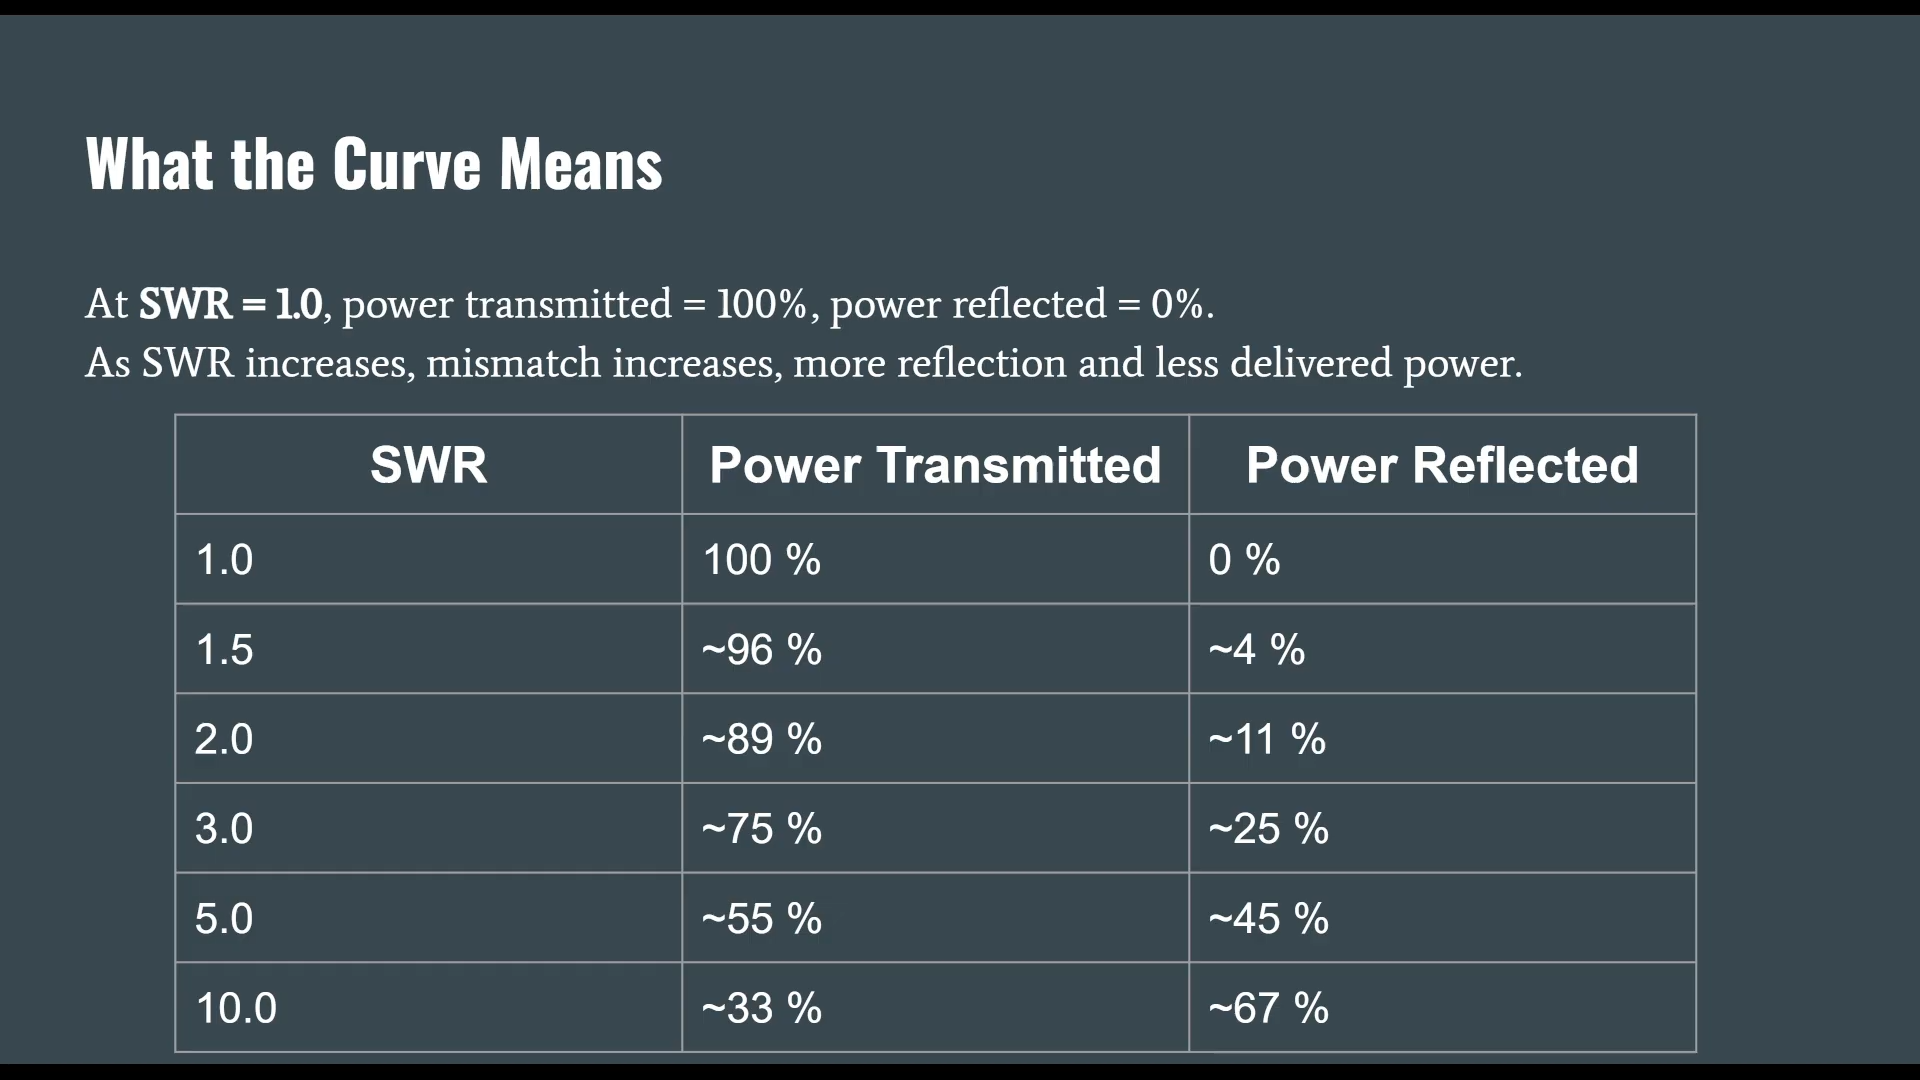 What the Curve Means
At SWR = 1.0, power transmitted = 100%, power reflected = 0%.
As SWR increases, mismatch increases, more reflection and less delivered power.
SWR Power Transmitted Power Reflected
1.0 100 % 0 %
1.5 ~96 % ~4 %
2.0 ~89 % ~11 %
3.0 ~75 % ~25 %
5.0 ~55 % ~45 %
10.0 ~33 % ~67 %